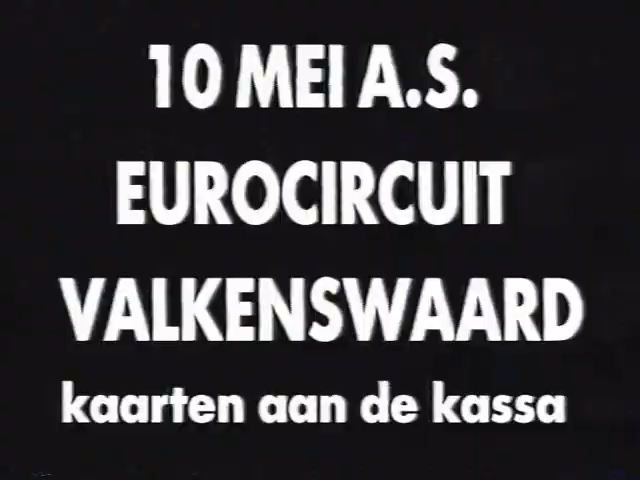 10 MEI A.S.
EUROCIRCUIT
VALKENSWAARD
kaarten aan de kassa